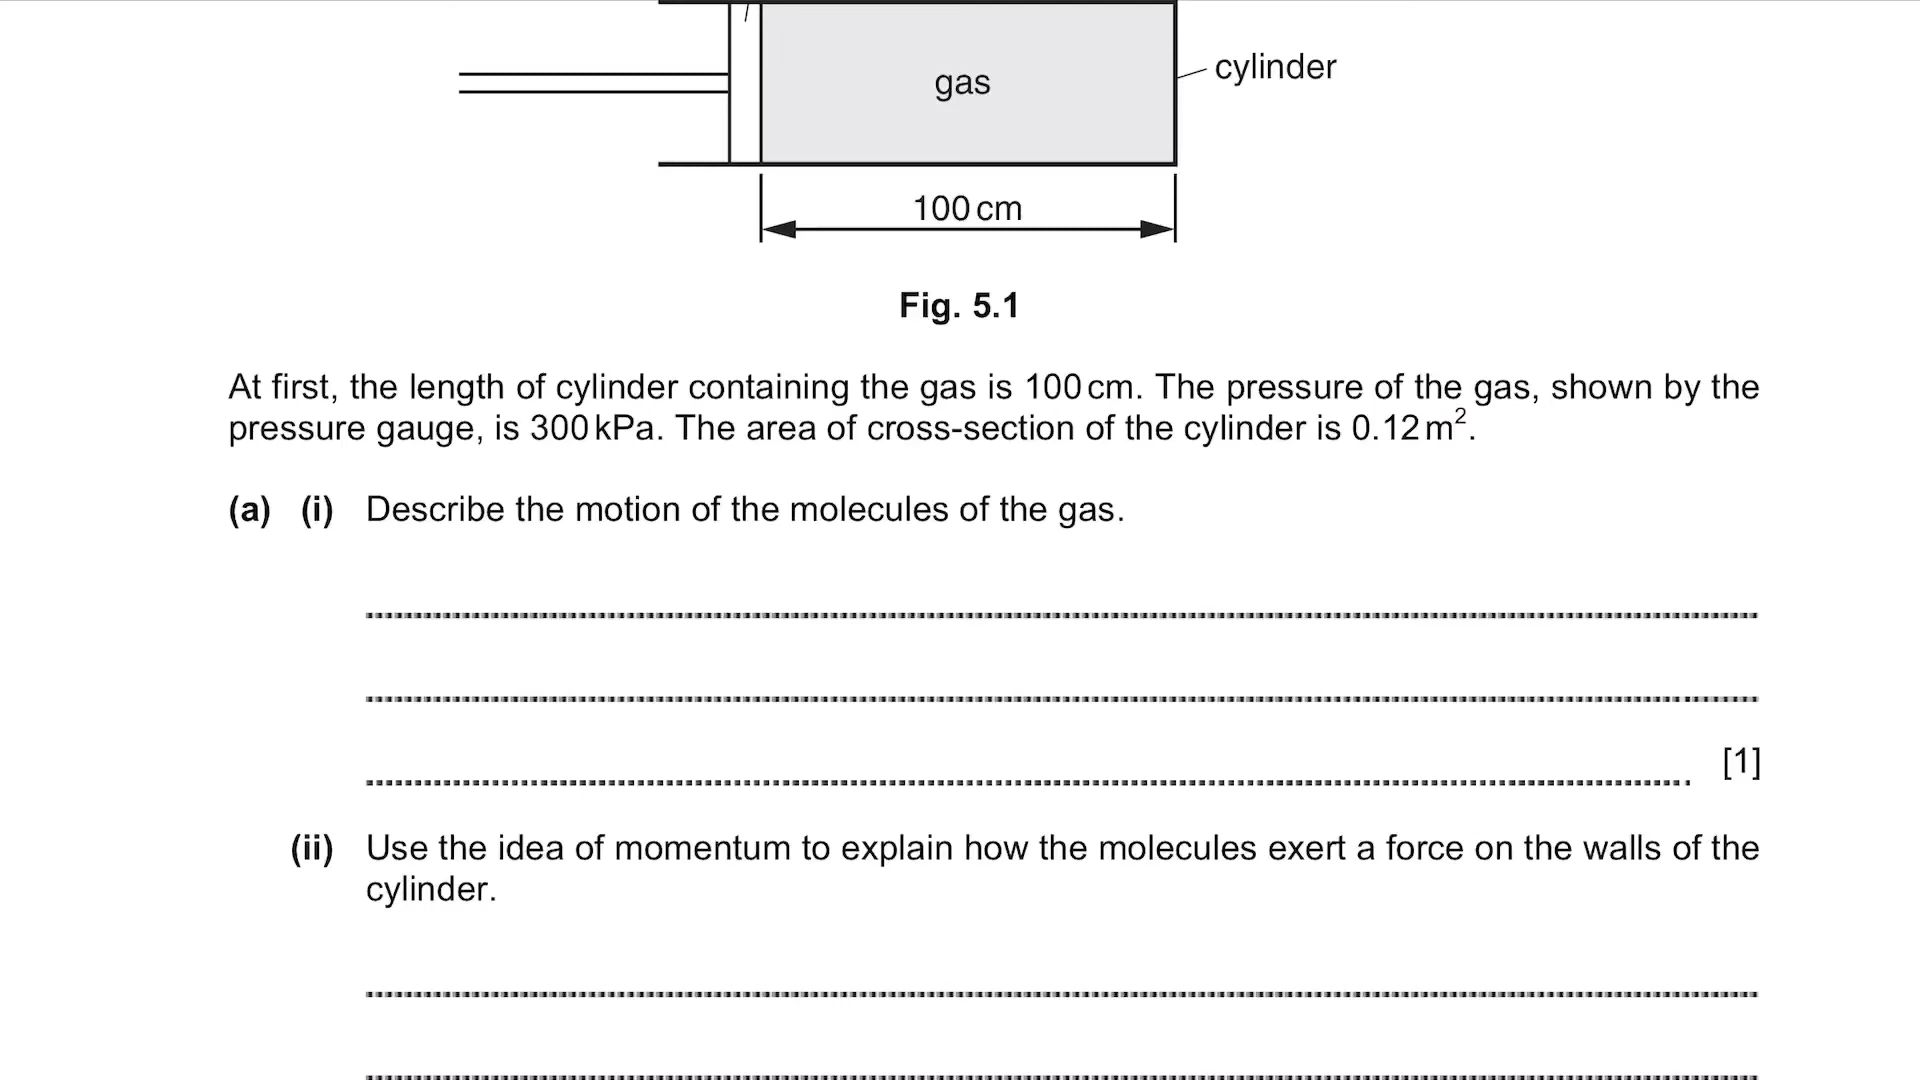 gas
cylinder
100 cm
Fig. 5.1
At first, the length of cylinder containing the gas is 100 cm. The pressure of the gas, shown by the
pressure gauge, is 300 kPa. The area of cross-section of the cylinder is 0.12 m².
(a) (i) Describe the motion of the molecules of the gas.
[1]
(ii) Use the idea of momentum to explain how the molecules exert a force on the walls of the
cylinder.